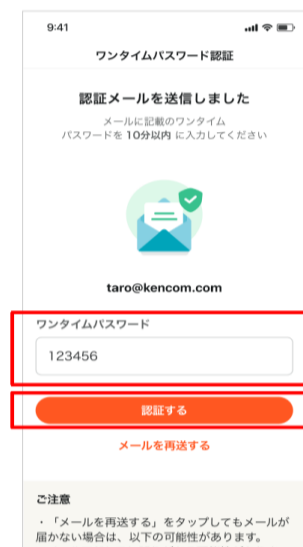 9:41
ワンタイムパスワード認証
認証メールを送信しました
メールに記載のワンタイム
パスワードを 10分以内 に入力してください
taro@kencom.com
ワンタイムパスワード
123456
認証する
メールを再送する
ご注意
・「メールを再送する」をタップしてもメールが
届かない場合は、以下の可能性があります。